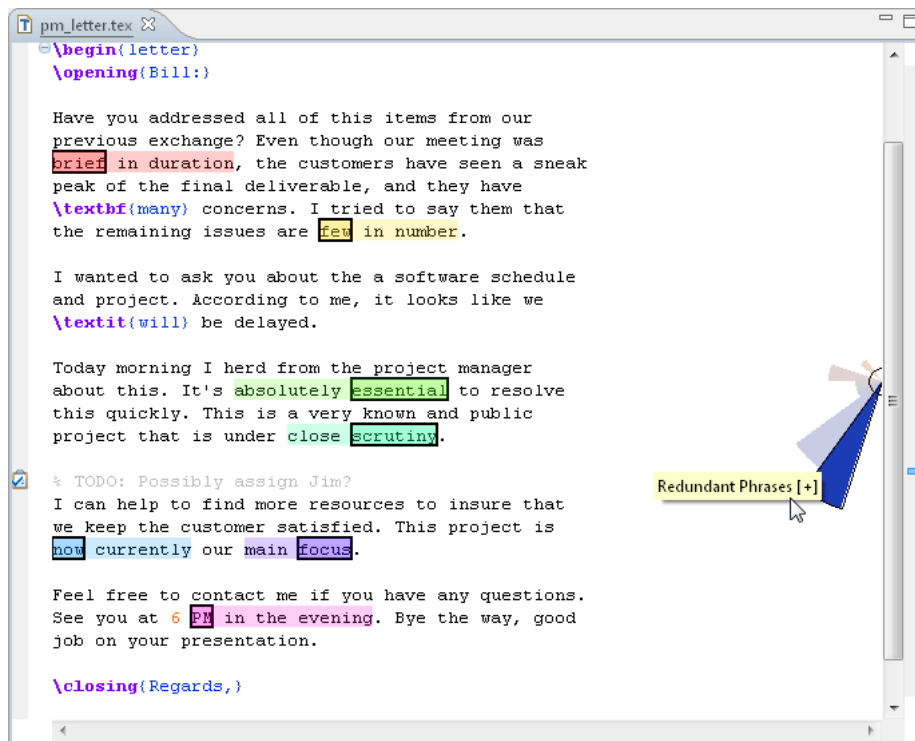 pm_letter.tex
\begin{letter}
\opening{Bill:}
Have you addressed all of this items from our
previous exchange? Even though our meeting was
brief in duration, the customers have seen a sneak
peak of the final deliverable, and they have
\textbf{many} concerns. I tried to say them that
the remaining issues are few in number.
I wanted to ask you about the a software schedule
and project. According to me, it looks like we
\textit{will} be delayed.
Today morning I herd from the project manager
about this. It's absolutely essential to resolve
this quickly. This is a very known and public
project that is under close scrutiny.
% TODO: Possibly assign Jim?
Redundant Phrases [+]
I can help to find more resources to insure that
we keep the customer satisfied. This project is
now currently our main focus.
Feel free to contact me if you have any questions.
See you at 6 PM in the evening. Bye the way, good
job on your presentation.
\closing{Regards,}